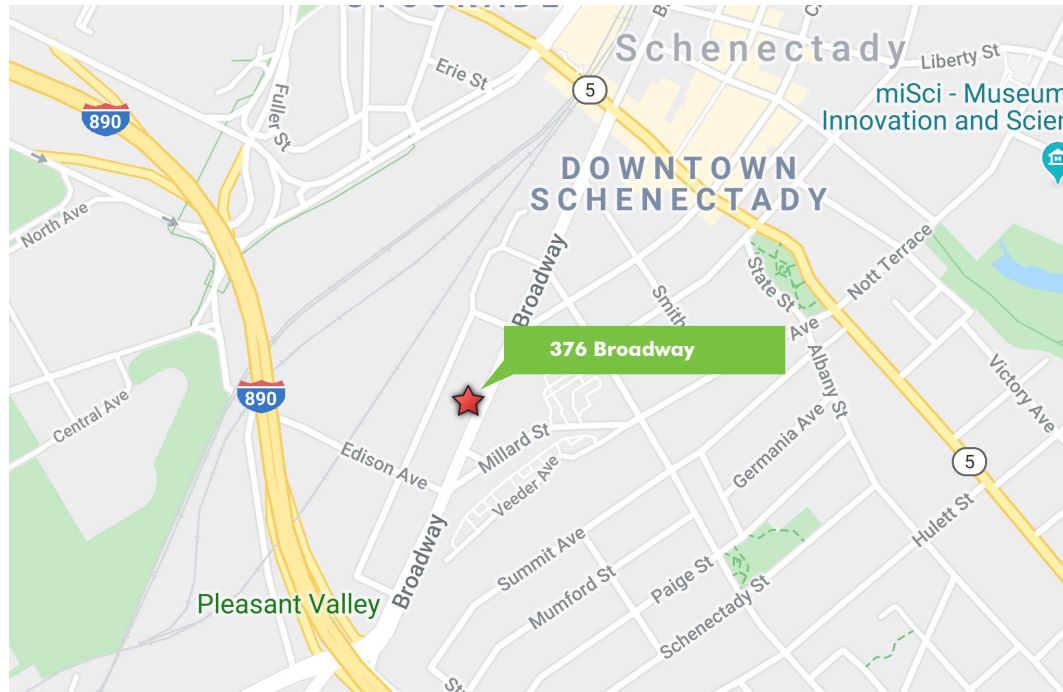 Schenectady
Liberty St
Erie St
5
miSci - Museum
Innovation and Scien
890
Fuller St
DOWNTOWN
SCHENECTADY
North Ave
Nott Terrace
State St
Broadway
Smith
376 Broadway
Ave
Albany St
Victory Ave
890
Central Ave
Germania Ave
Millard St
Edison Ave
Veeder Ave
5
Hulett St
Broadway
Summit Ave
Paige St
Mumford St
Pleasant Valley
Schenectady St